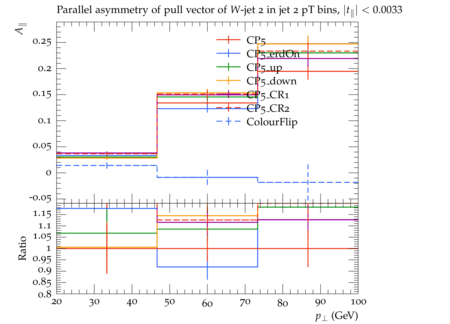 Parallel asymmetry of pull vector of W-jet 2 in jet 2 pT bins, |t∥| < 0.0033
A∥
0.25
0.2
0.15
0.1
0.05
0
-0.05
CP5
CP5_erdOn
CP5_up
CP5_down
CP5_CR1
CP5_CR2
ColourFlip
Ratio
1.15
1.1
1.05
1
0.95
0.9
0.85
0.8
20 30 40 50 60 70 80 90 100
p⊥ (GeV)